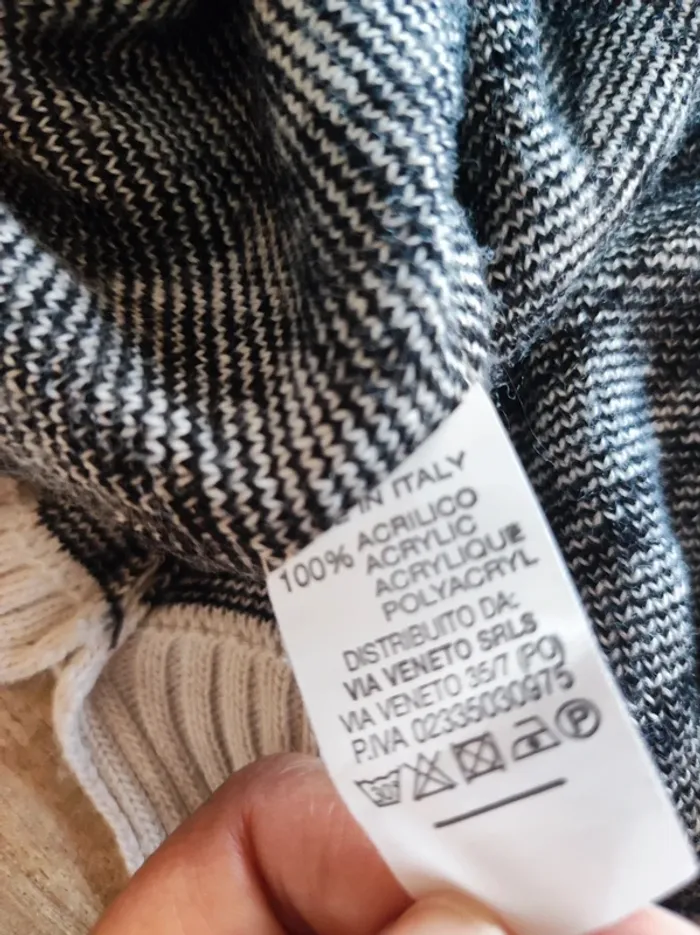 IN ITALY
100% ACRILICO
ACRYLIC
ACRYLIQUE
POLYACRYL
DISTRIBUITO DA:
VIA VENETO SRLS
VIA VENETO 35/7 (PO)
P.IVA 02335030975
30° P